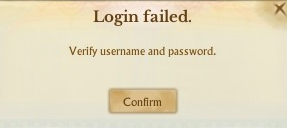 Login failed.
Verify username and password.
Confirm